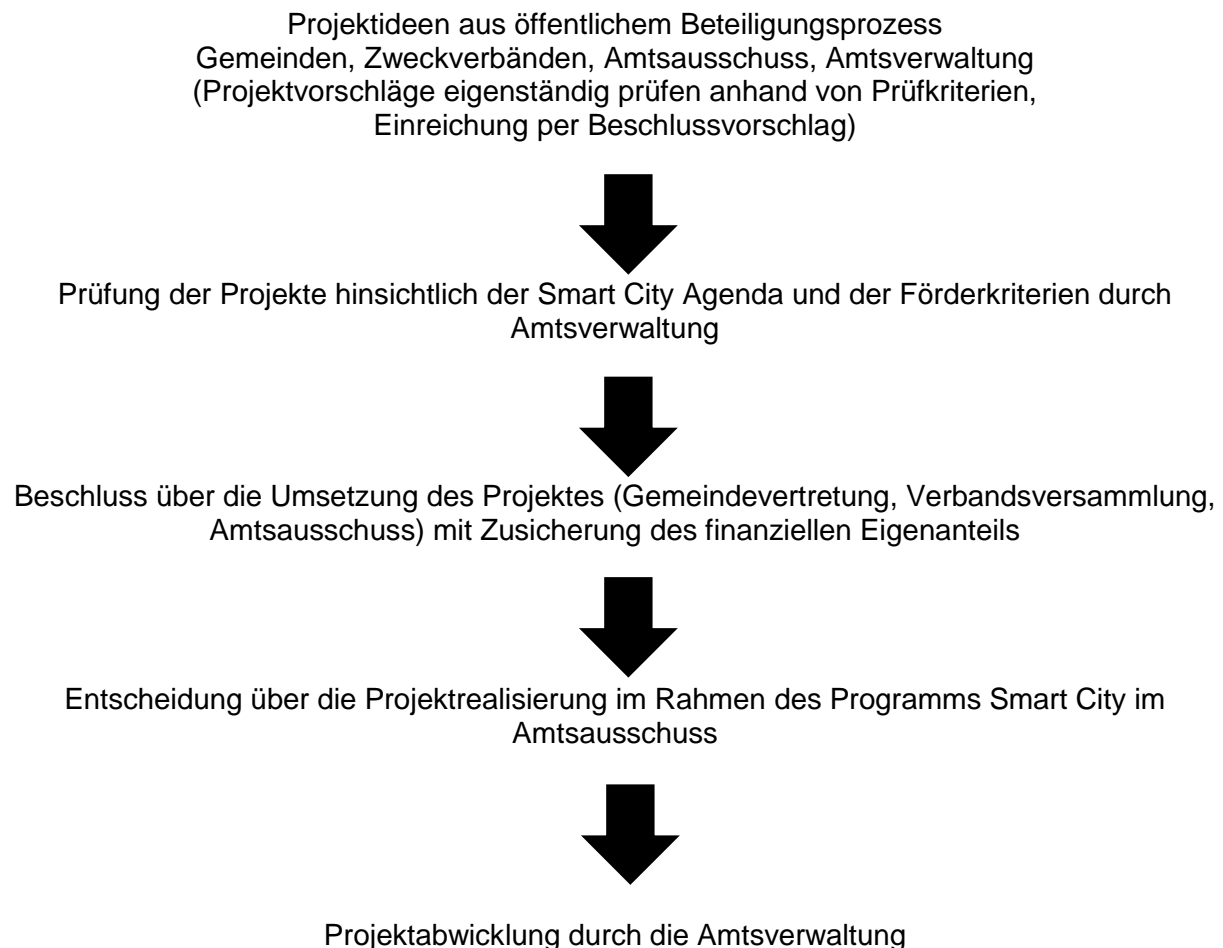 Projektideen aus öffentlichem Beteiligungsprozess
Gemeinden, Zweckverbänden, Amtsausschuss, Amtsverwaltung
(Projektvorschläge eigenständig prüfen anhand von Prüfkriterien,
Einreichung per Beschlussvorschlag)
Prüfung der Projekte hinsichtlich der Smart City Agenda und der Förderkriterien durch
Amtsverwaltung
Beschluss über die Umsetzung des Projektes (Gemeindevertretung, Verbandsversammlung,
Amtsausschuss) mit Zusicherung des finanziellen Eigenanteils
Entscheidung über die Projektrealisierung im Rahmen des Programms Smart City im
Amtsausschuss
Projektabwicklung durch die Amtsverwaltung